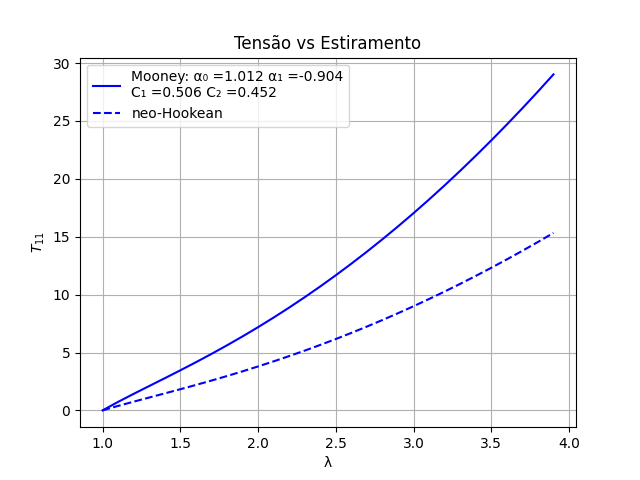 Tensão vs Estiramento
Mooney: α₀ =1.012 α₁ =-0.904
C₁ =0.506 C₂ =0.452
neo-Hookean
T₁₁
30
25
20
15
10
5
0
1.0 1.5 2.0 2.5 3.0 3.5 4.0
λ